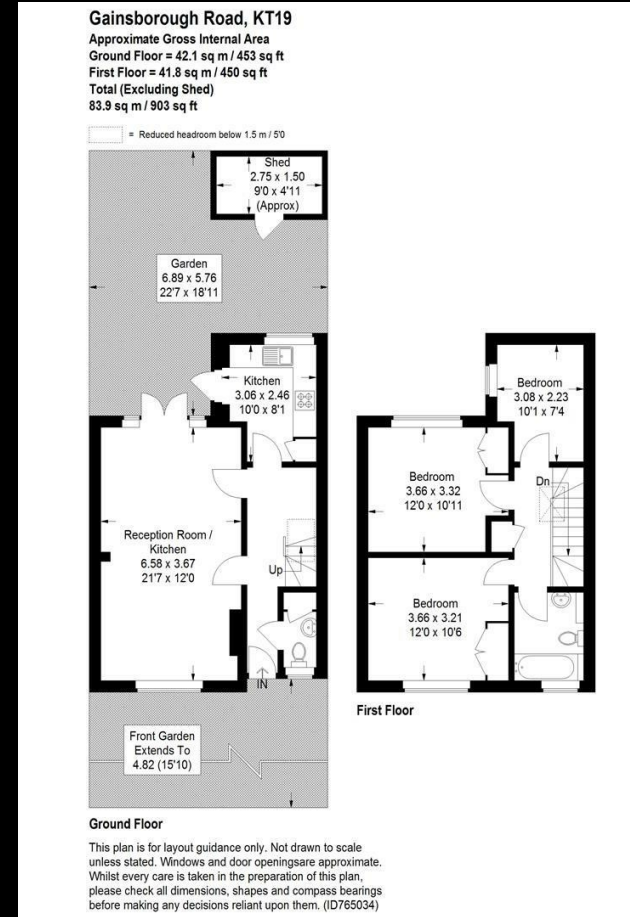 Gainsborough Road, KT19
Approximate Gross Internal Area
Ground Floor = 42.1 sq m / 453 sq ft
First Floor = 41.8 sq m / 450 sq ft
Total (Excluding Shed)
83.9 sq m / 903 sq ft
= Reduced headroom below 1.5 m / 5'0
Shed
2.75 x 1.50
9'0 x 4'11
(Approx)
Garden
6.89 x 5.76
22'7 x 18'11
Kitchen
3.06 x 2.46
10'0 x 8'1
Reception Room /
Kitchen
6.58 x 3.67
21'7 x 12'0
Up
IN
Front Garden
Extends To
4.82 (15'10)
Ground Floor
Bedroom
3.08 x 2.23
10'1 x 7'4
Bedroom
3.66 x 3.32
12'0 x 10'11
Dn
Bedroom
3.66 x 3.21
12'0 x 10'6
First Floor
This plan is for layout guidance only. Not drawn to scale
unless stated. Windows and door openingsare approximate.
Whilst every care is taken in the preparation of this plan,
please check all dimensions, shapes and compass bearings
before making any decisions reliant upon them. (ID765034)